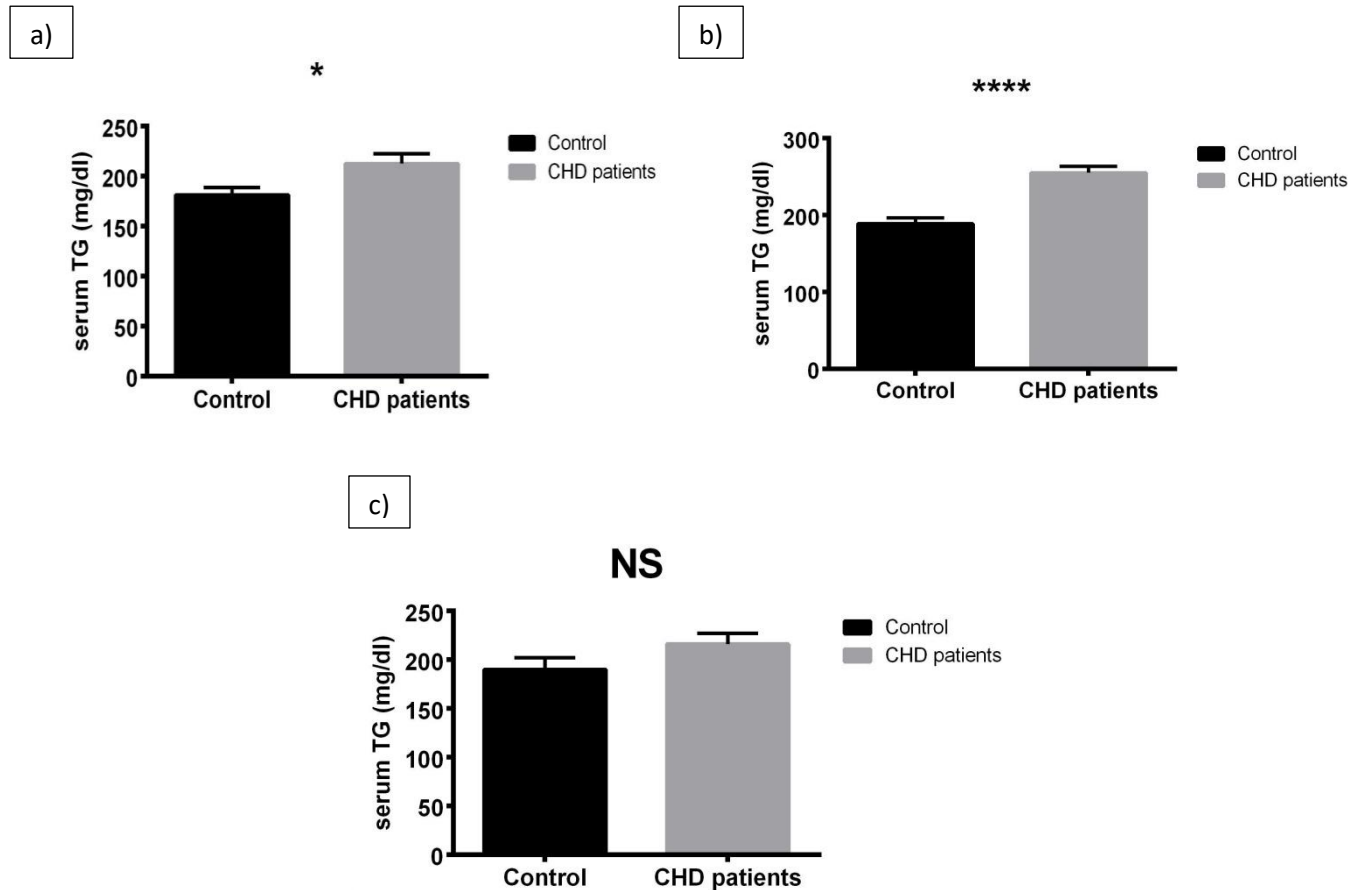 a)
*
serum TG (mg/dl)
250
200
150
100
50
0
Control
CHD patients
Control
CHD patients
b)
****
serum TG (mg/dl)
300
200
100
0
Control
CHD patients
Control
CHD patients
c)
NS
serum TG (mg/dl)
250
200
150
100
50
0
Control
CHD patients
Control
CHD patients